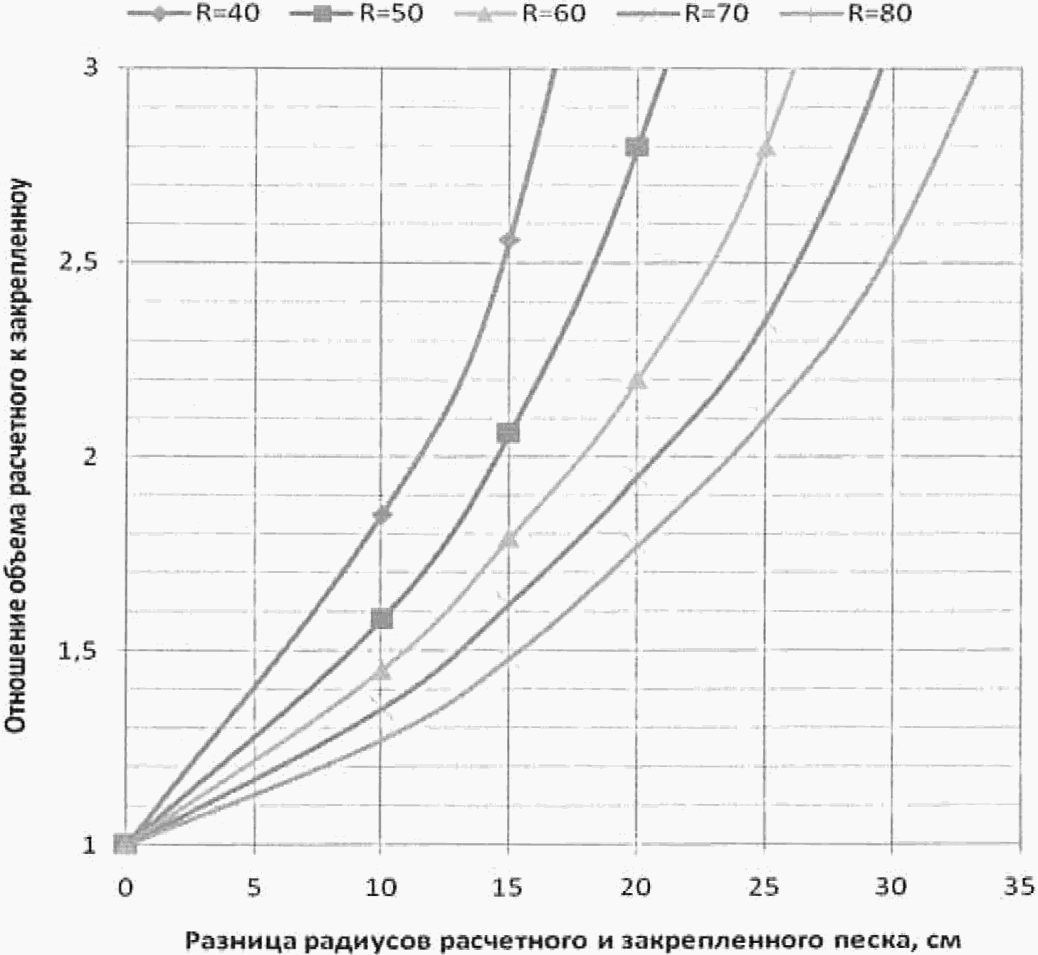 R=40 R=50 R=60 R=70 R=80
Отношение объема расчетного к закрепленноу
3
2,5
2
1,5
1
0 5 10 15 20 25 30 35
Разница радиусов расчетного и закрепленного песка, см